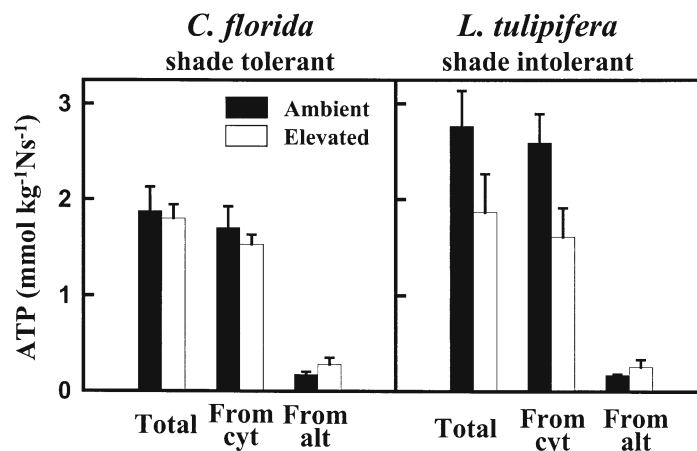 C. florida
shade tolerant
L. tulipifera
shade intolerant
ATP (mmol kg⁻¹Ns⁻¹)
3
2
1
0
Ambient
Elevated
Total
From
cyt
From
alt
Total
From
cyt
From
alt